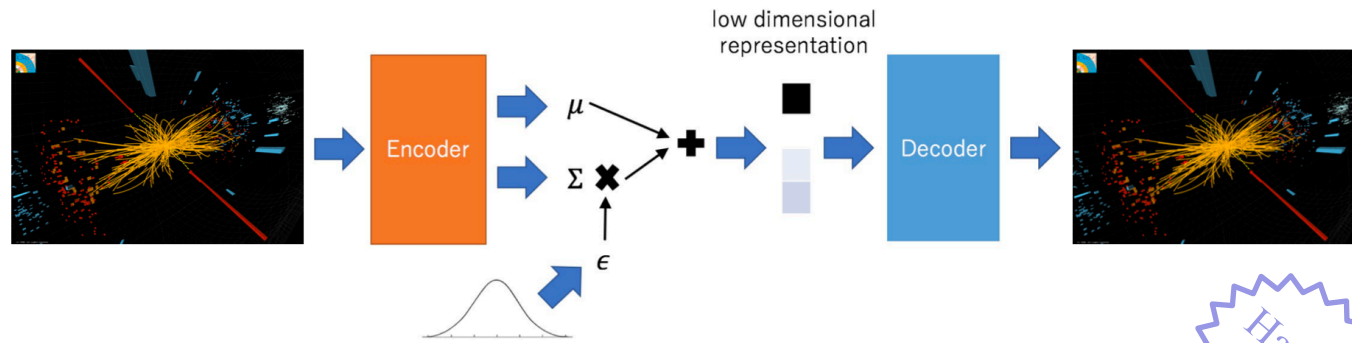 low dimensional
representation
Encoder
μ
Σ
ϵ
Decoder